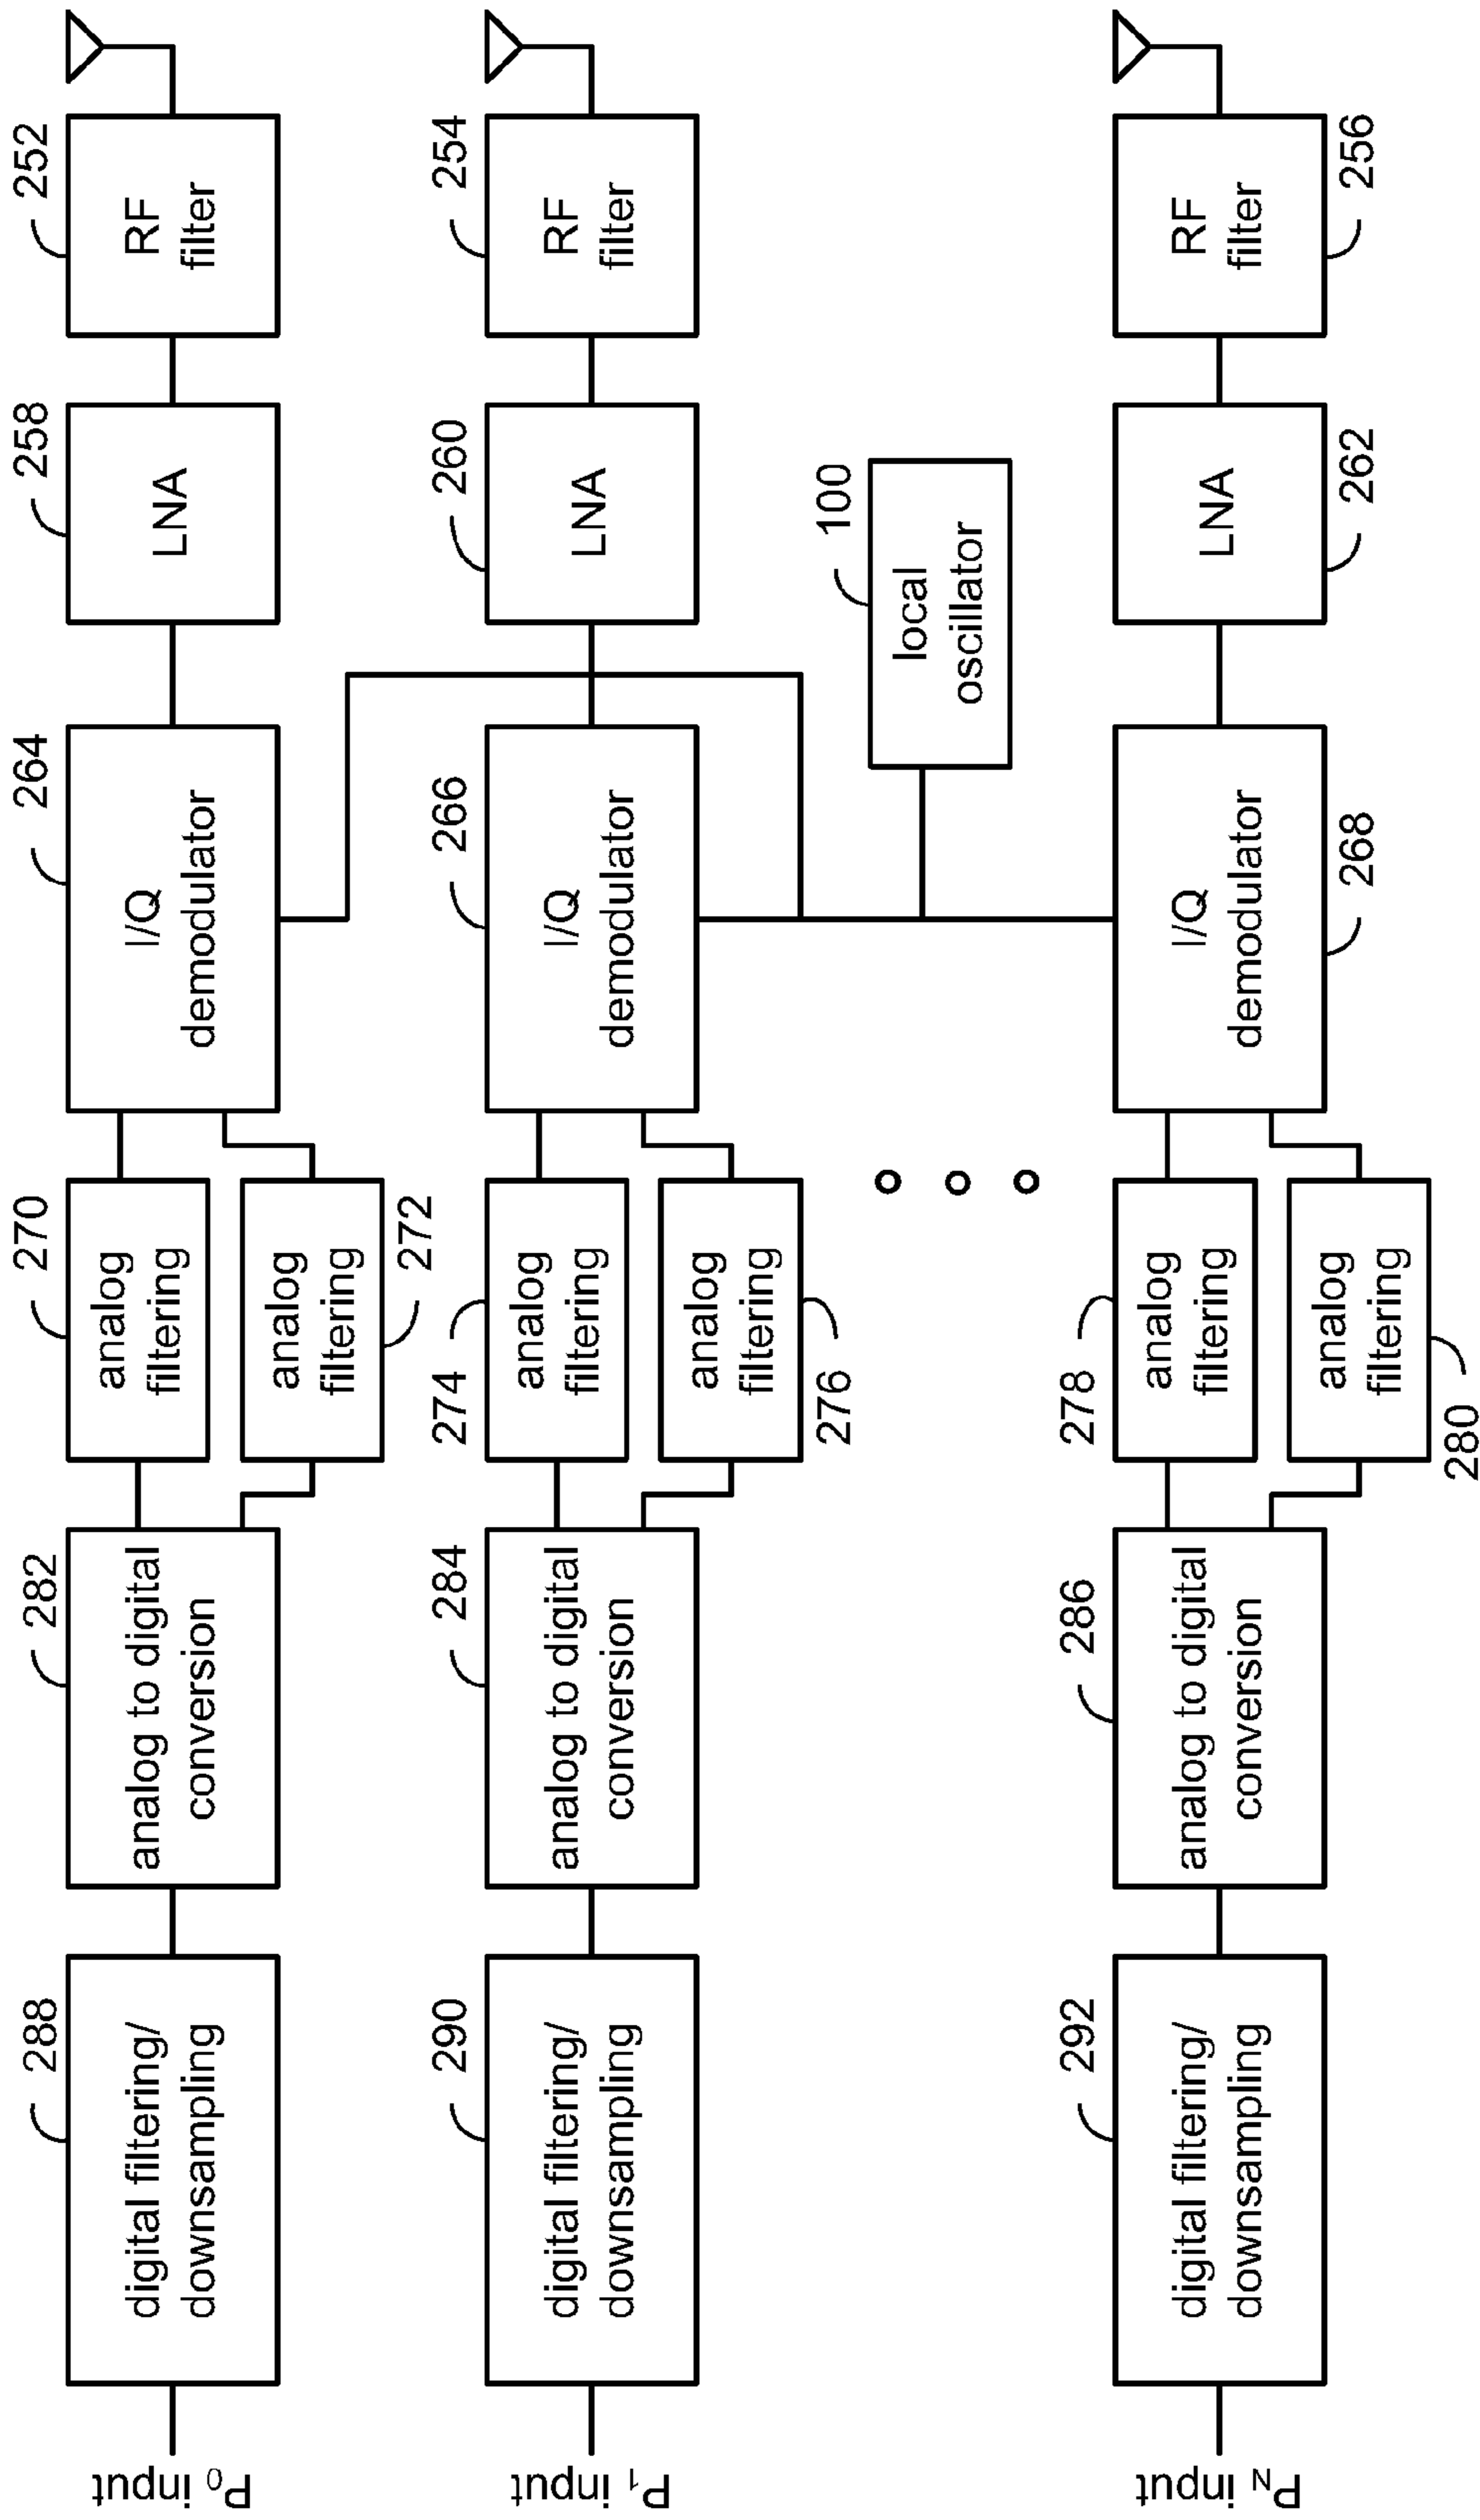 P0 input
288
digital filtering/
downsampling
282
analog to digital
conversion
270
analog
filtering
analog
filtering
272
264
I/Q
demodulator
258
LNA
252
RF
filter
P1 input
290
digital filtering/
downsampling
284
analog to digital
conversion
274
analog
filtering
analog
filtering
276
266
I/Q
demodulator
260
LNA
254
RF
filter
100
local
oscillator
PN input
292
digital filtering/
downsampling
286
analog to digital
conversion
278
analog
filtering
analog
filtering
280
I/Q
demodulator
268
LNA
262
RF
filter
256